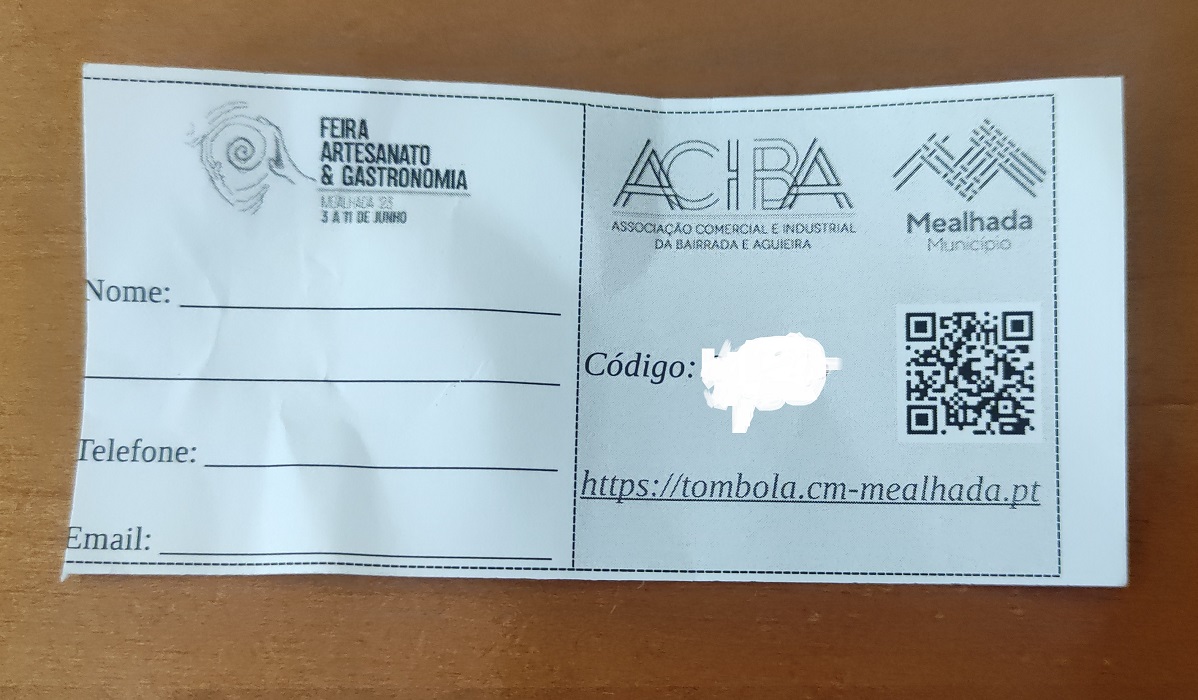 FEIRA
ARTESANATO
& GASTRONOMIA
MEALHADA '23
3 A 11 DE JUNHO
Nome:
Telefone:
Email:
ACIBA
ASSOCIAÇÃO COMERCIAL E INDUSTRIAL
DA BAIRRADA E AGUIEIRA
Mealhada
Município
Código:
https://tombola.cm-mealhada.pt